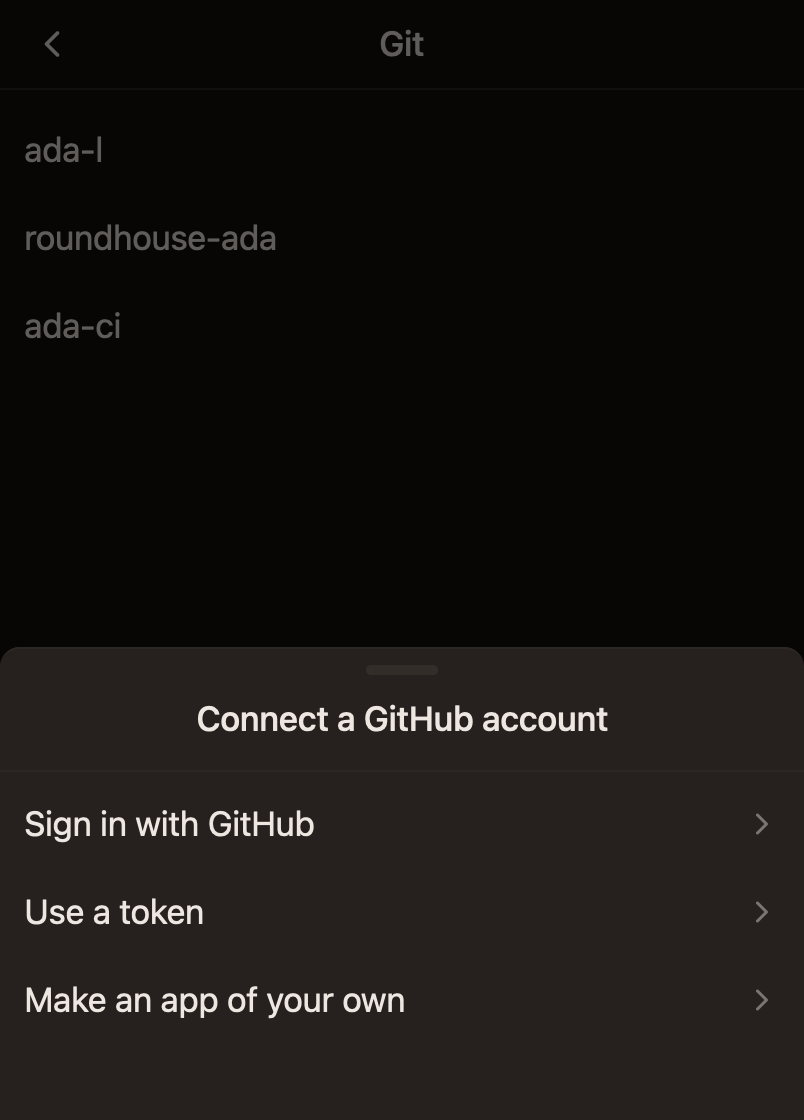 Git
ada-l
roundhouse-ada
ada-ci
Connect a GitHub account
Sign in with GitHub
Use a token
Make an app of your own